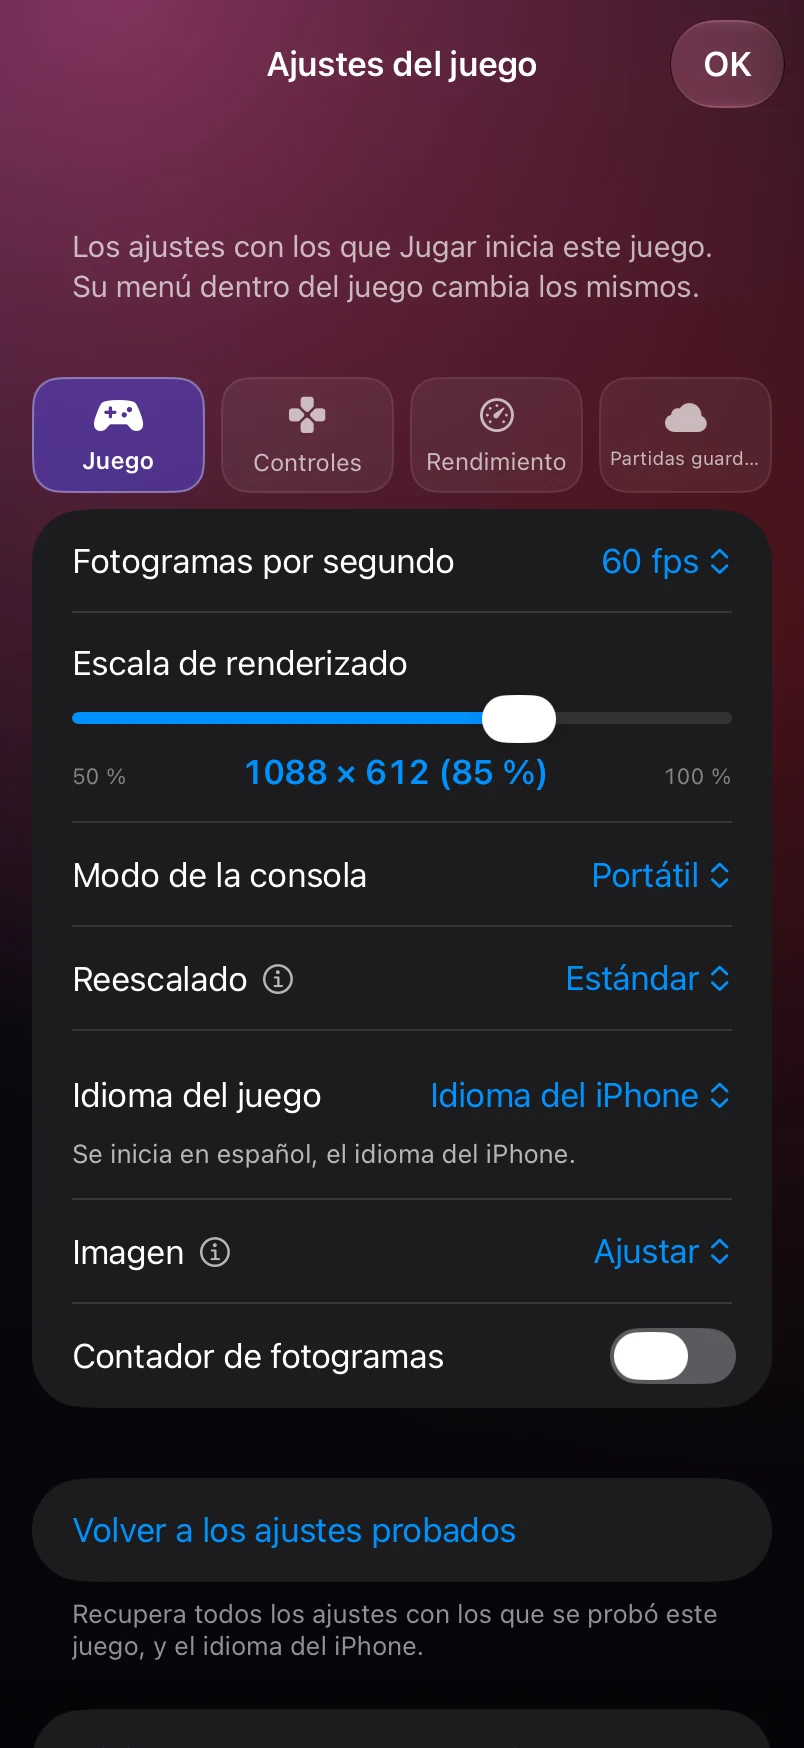 Ajustes del juego
OK
Los ajustes con los que Jugar inicia este juego.
Su menú dentro del juego cambia los mismos.
Juego
Controles
Rendimiento
Partidas guard...
Fotogramas por segundo
60 fps
Escala de renderizado
50 %
1088 × 612 (85 %)
100 %
Modo de la consola
Portátil
Reescalado
Estándar
Idioma del juego
Idioma del iPhone
Se inicia en español, el idioma del iPhone.
Imagen
Ajustar
Contador de fotogramas
Volver a los ajustes probados
Recupera todos los ajustes con los que se probó este
juego, y el idioma del iPhone.